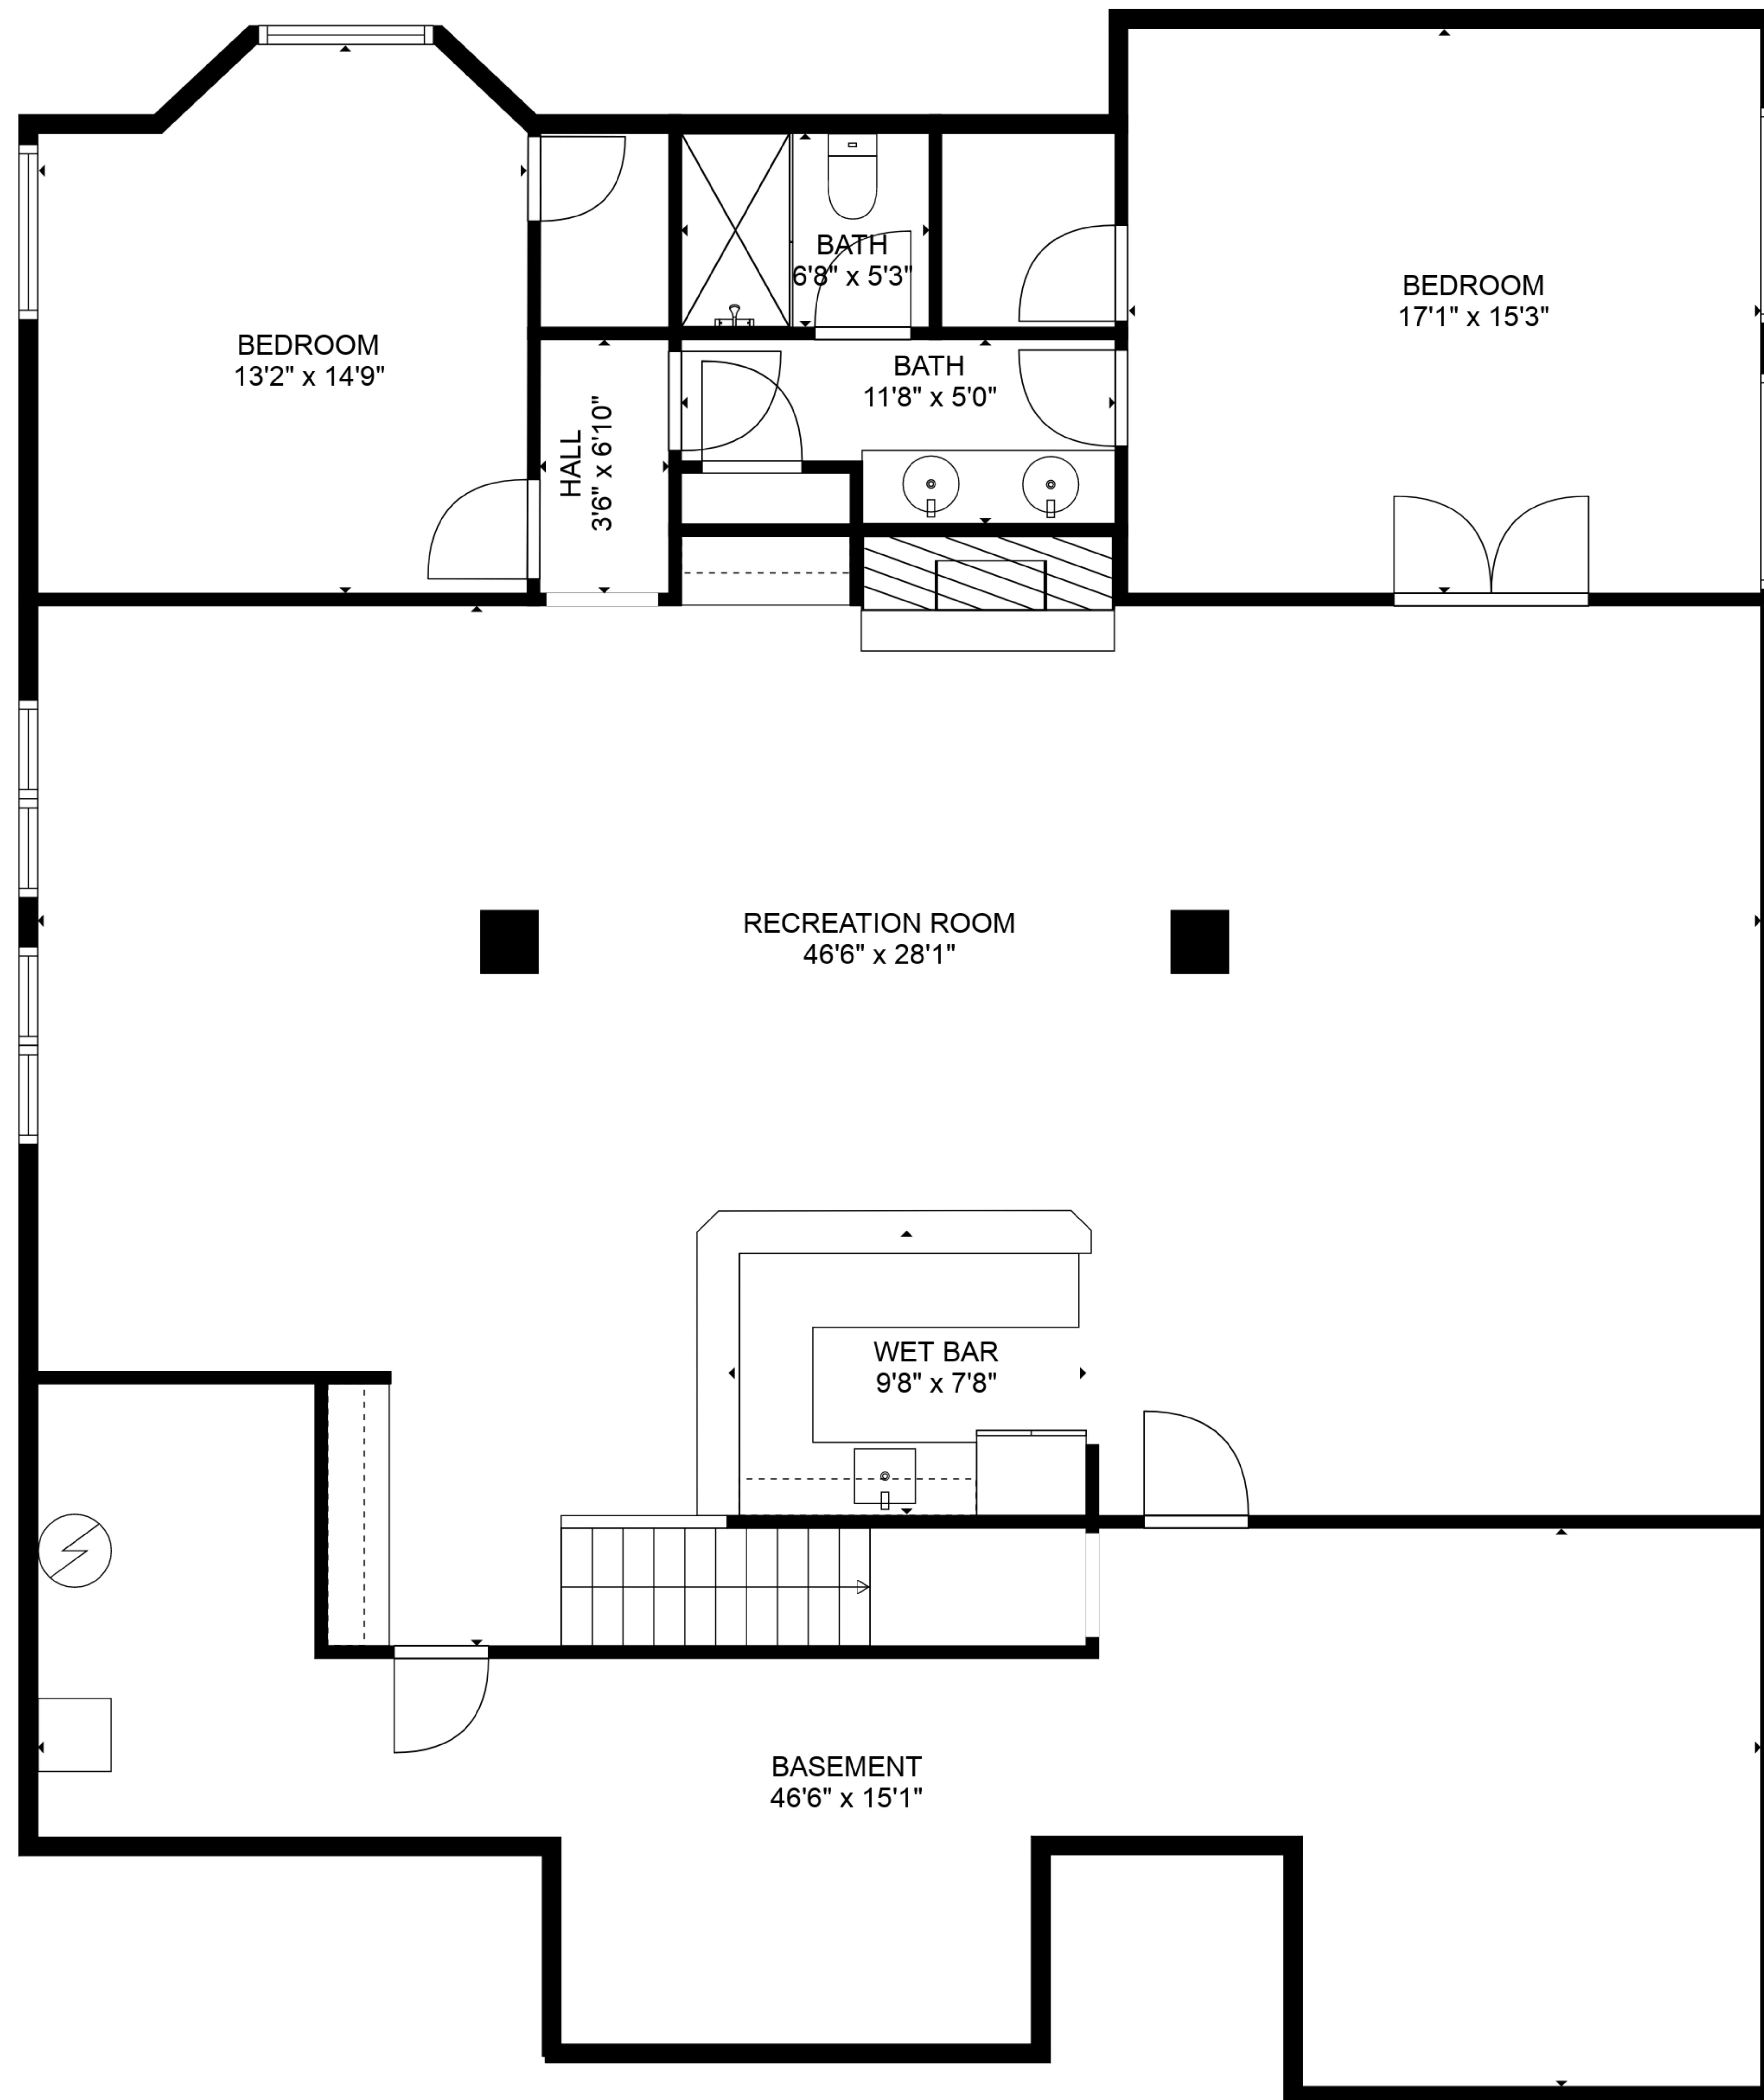 BATH
6'8" x 5'3"
BEDROOM
17'1" x 15'3"
BEDROOM
13'2" x 14'9"
BATH
11'8" x 5'0"
HALL
3'6" x 6'10"
RECREATION ROOM
46'6" x 28'1"
WET BAR
9'8" x 7'8"
BASEMENT
46'6" x 15'1"